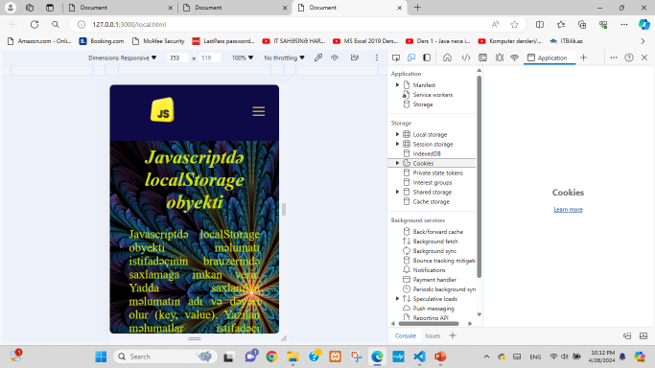 Document
Document
Document
127.0.0.1:3000/local.html
Amazon.com - Onli...
Booking.com
McAfee Security
LastPass password...
IT SAHƏSİNƏ HAR...
MS Excel 2019 Ders...
Ders 1 - Java nece i...
Komputer dersleri/...
ITBilik.az
Dimensions: Responsive
353
519
100%
No throttling
Application
JS
Javascriptdə
localStorage
obyekti
Javascriptdə localStorage
obyekti məlumatı
istifadəçinin brauzerində
saxlamağa imkan verir.
Yadda saxlanılan
məlumatın adı və dəyəri
olur (key, value). Yazılan
məlumatlar istifadəçi
Application
Manifest
Service workers
Storage
Storage
Local storage
Session storage
IndexedDB
Cookies
Private state tokens
Interest groups
Shared storage
Cache storage
Background services
Back/forward cache
Background fetch
Background sync
Bounce tracking mitigati
Notifications
Payment handler
Periodic background syn
Speculative loads
Push messaging
Reporting API
Cookies
Learn more
Console
Issues
Search
ENG
10:12 PM
4/28/2024